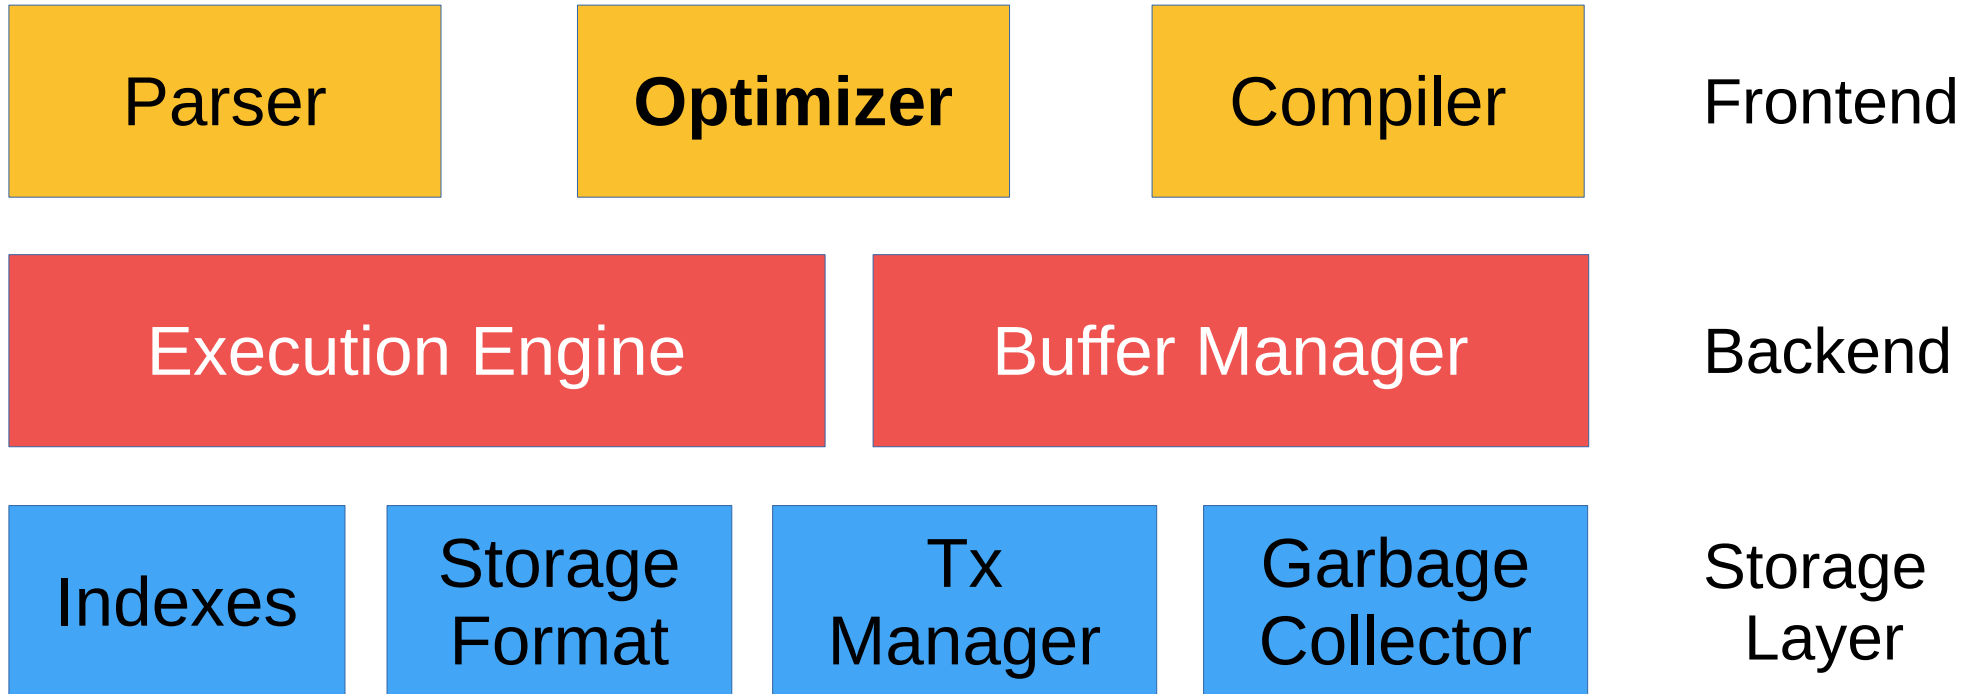 Parser
Optimizer
Compiler
Frontend
Execution Engine
Buffer Manager
Backend
Indexes
Storage
Format
Tx
Manager
Garbage
Collector
Storage
Layer